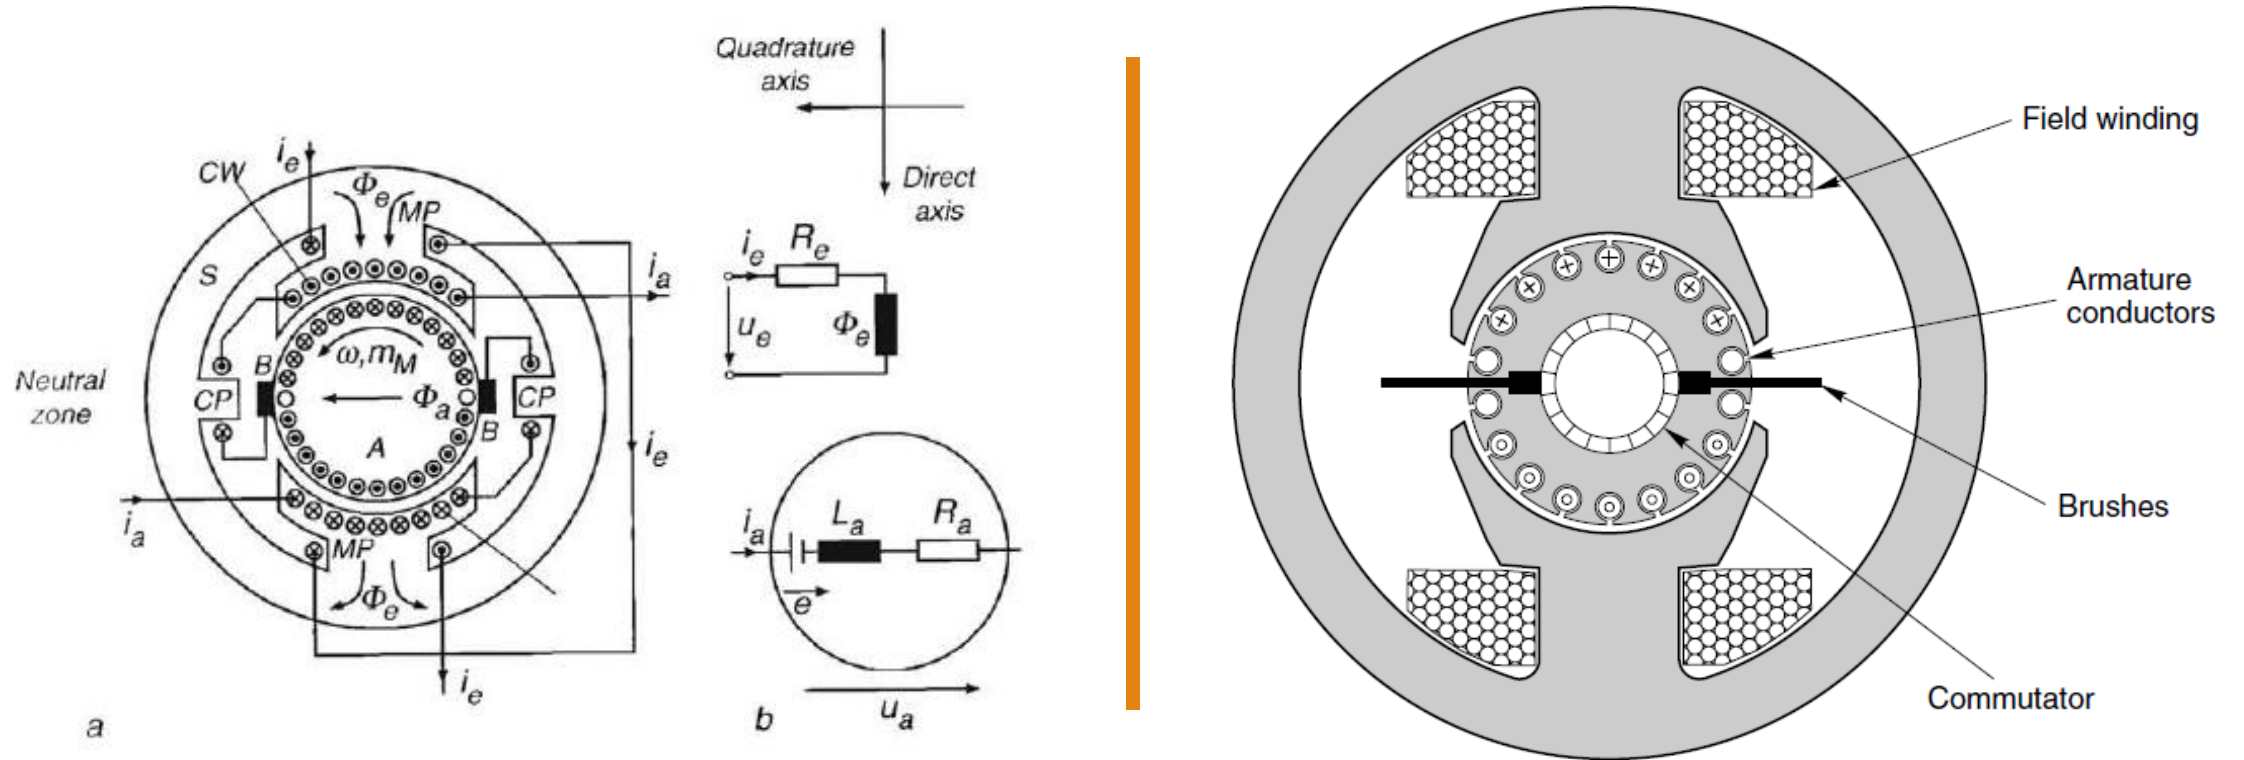 Quadrature
axis
Direct
axis
i_e
CW
Φ_e
MP
S
i_a
B
ω,m_M
Neutral
zone
CP
Φ_a
CP
B
A
i_e
i_a
MP
Φ_e
i_e
a
i_e
R_e
u_e
Φ_e
i_a
L_a
R_a
e
u_a
b
Field winding
Armature
conductors
Brushes
Commutator